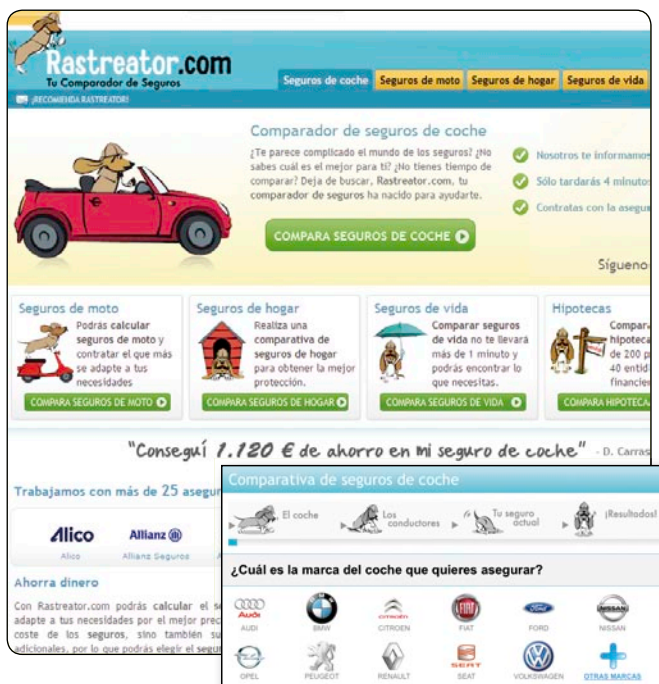 Rastreator.com
Tu Comparador de Seguros
¡RECOMIENDA RASTREATOR!
Seguros de coche Seguros de moto Seguros de hogar Seguros de vida
Comparador de seguros de coche
¿Te parece complicado el mundo de los seguros? ¿No
sabes cuál es el mejor para ti? ¿No tienes tiempo de
comparar? Deja de buscar, Rastreator.com, tu
comparador de seguros ha nacido para ayudarte.
COMPARA SEGUROS DE COCHE
Nosotros te informamos
Sólo tardarás 4 minutos
Contratas con la asegur
Sígueno
Seguros de moto
Podrás calcular
seguros de moto y
contratar el que más
se adapte a tus
necesidades
COMPARA SEGUROS DE MOTO
Seguros de hogar
Realiza una
comparativa de
seguros de hogar
para obtener la mejor
protección.
COMPARA SEGUROS DE HOGAR
Seguros de vida
Comparar seguros
de vida no te llevará
más de 1 minuto y
podrás encontrar lo
que necesitas.
COMPARA SEGUROS DE VIDA
Hipotecas
Compara
hipoteca
de 200 p
40 entid
financier
COMPARA HIPOTECA
"Conseguí 1.120 € de ahorro en mi seguro de coche" - D. Carras
Trabajamos con más de 25 asegur
Alico Allianz
Alico Allianz Seguros
Ahorra dinero
Con Rastreator.com podrás calcular el s
adapte a tus necesidades por el mejor prec
coste de los seguros, sino también su
adicionales, por lo que podrás elegir el segur
Comparativa de seguros de coche
El coche
Los
conductores
Tu seguro
actual
¡Resultados!
¿Cuál es la marca del coche que quieres asegurar?
Audi BMW CITROËN FIAT Ford NISSAN
AUDI BMW CITROEN FIAT FORD NISSAN
SEAT
OPEL PEUGEOT RENAULT SEAT VOLKSWAGEN OTRAS MARCAS